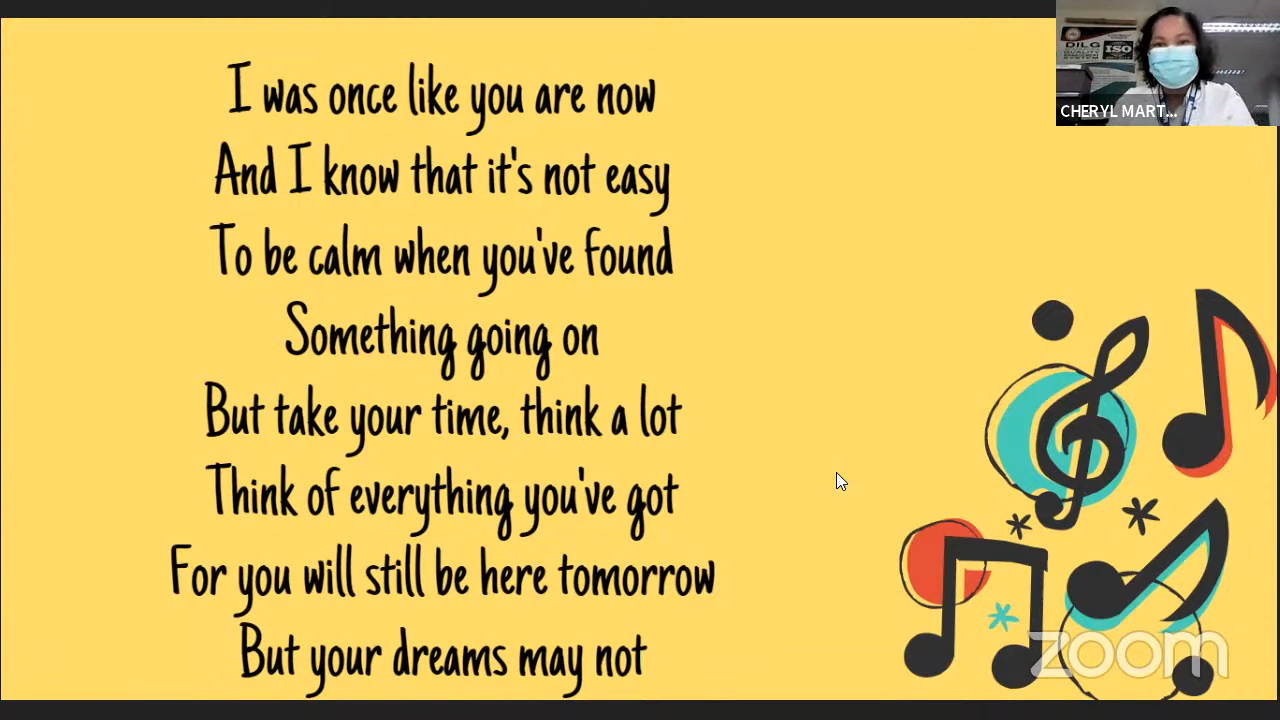 I was once like you are now
And I know that it's not easy
To be calm when you've found
Something going on
But take your time, think a lot
Think of everything you've got
For you will still be here tomorrow
But your dreams may not
DILG
ISO
CHERYL MART...
zoom